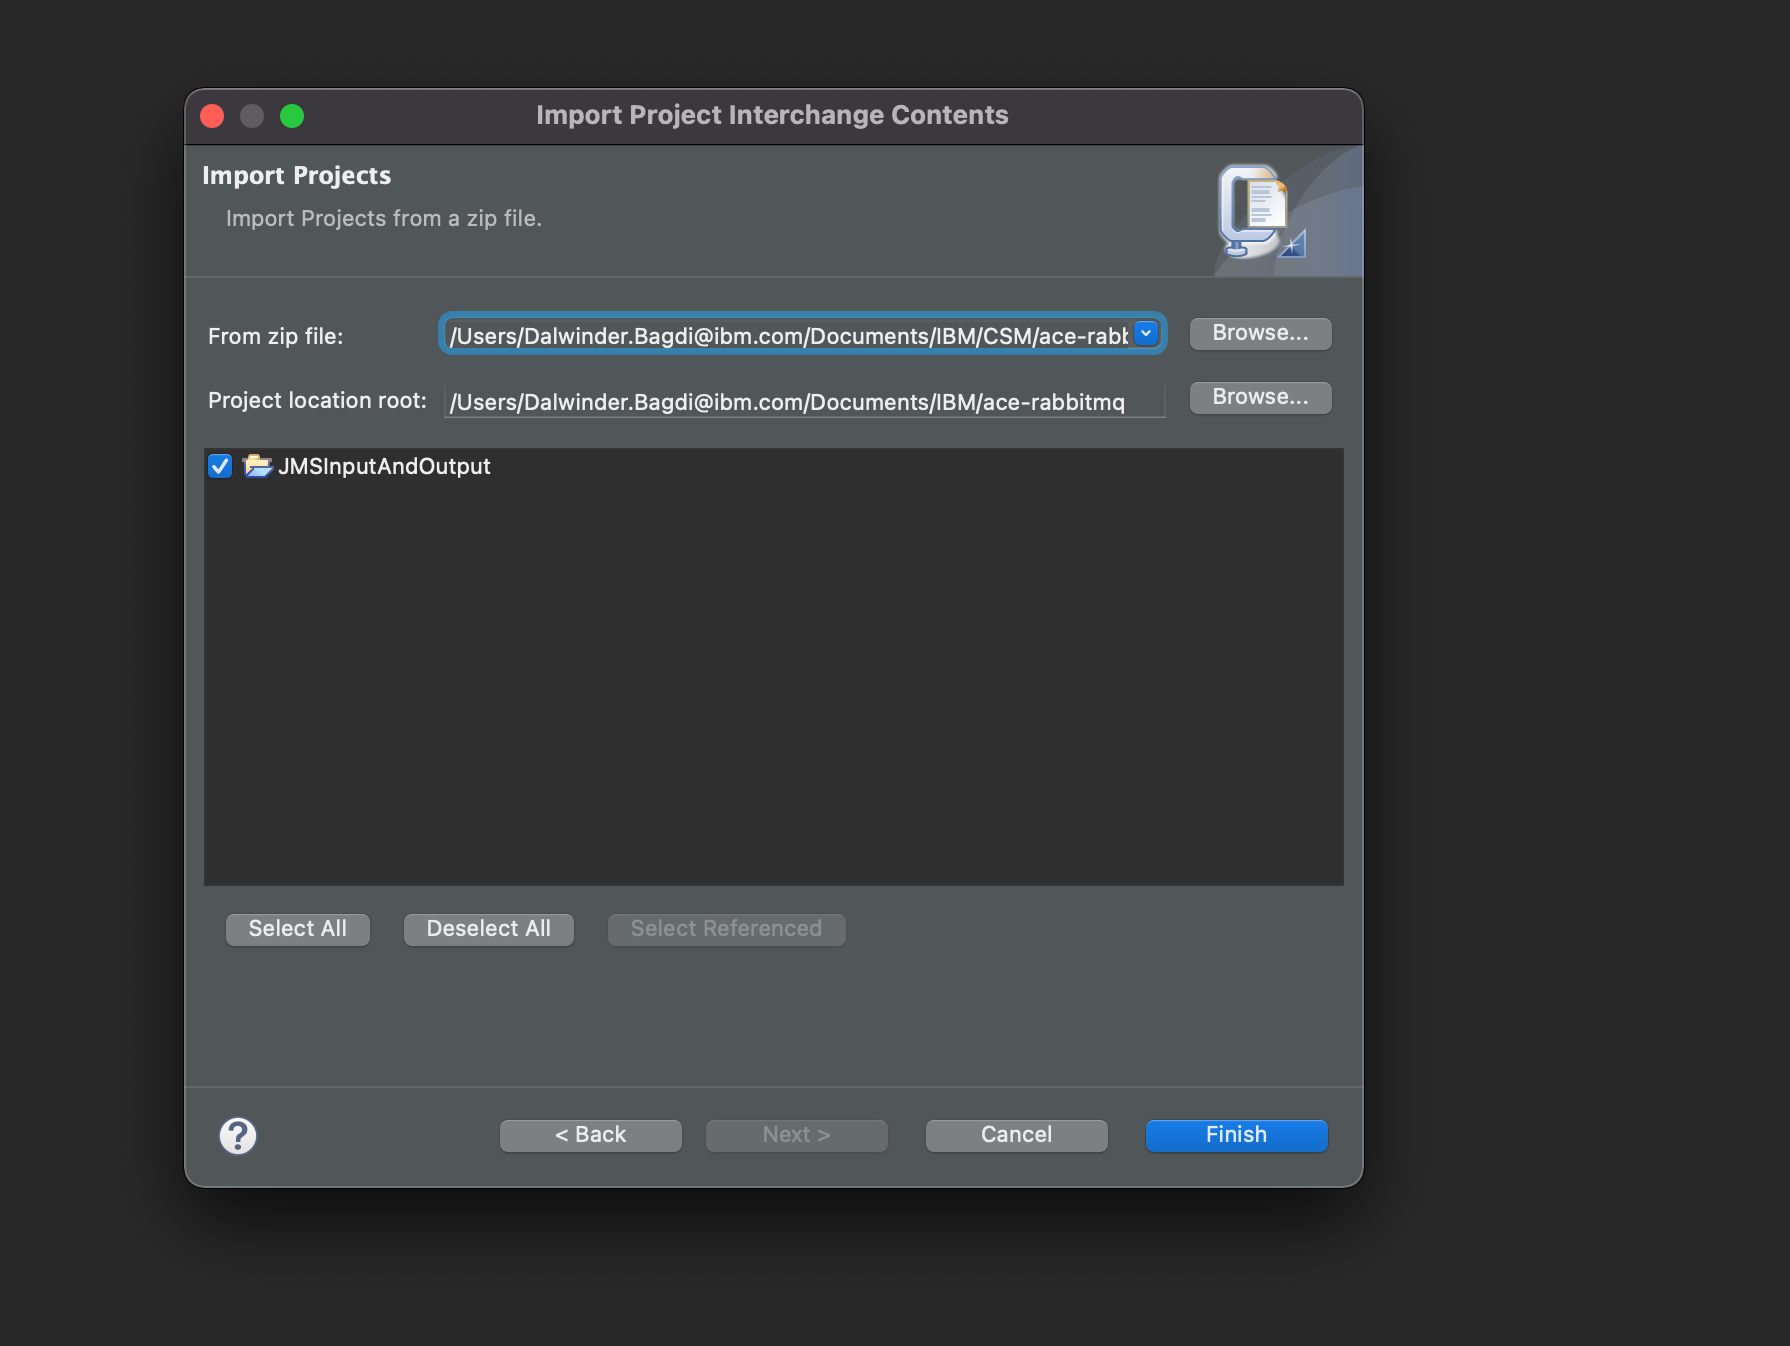 Import Project Interchange Contents
Import Projects
Import Projects from a zip file.
From zip file: /Users/Dalwinder.Bagdi@ibm.com/Documents/IBM/CSM/ace-rabb Browse...
Project location root: /Users/Dalwinder.Bagdi@ibm.com/Documents/IBM/ace-rabbitmq Browse...
JMSInputAndOutput
Select All Deselect All Select Referenced
? < Back Next > Cancel Finish